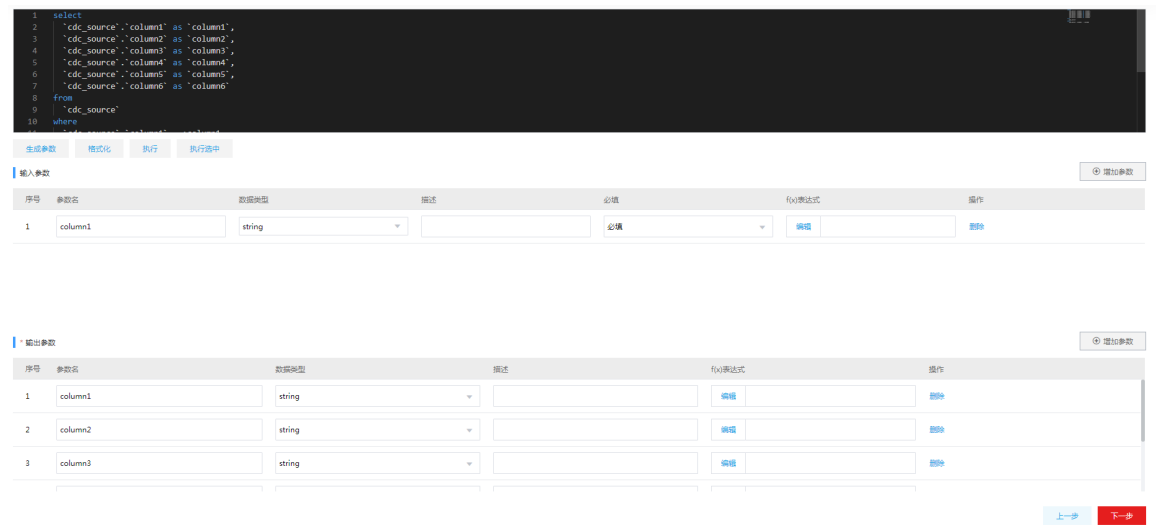 1 select
2 `cdc_source`.`column1` as `column1`,
3 `cdc_source`.`column2` as `column2`,
4 `cdc_source`.`column3` as `column3`,
5 `cdc_source`.`column4` as `column4`,
6 `cdc_source`.`column5` as `column5`,
7 `cdc_source`.`column6` as `column6`
8 from
9 `cdc_source`
10 where
生成参数 格式化 执行 执行选中
输入参数 增加参数
序号 参数名 数据类型 描述 必填 f(x)表达式 操作
1 column1 string 必填 编辑 删除
* 输出参数 增加参数
序号 参数名 数据类型 描述 f(x)表达式 操作
1 column1 string 编辑 删除
2 column2 string 编辑 删除
3 column3 string 编辑 删除
上一步 下一步